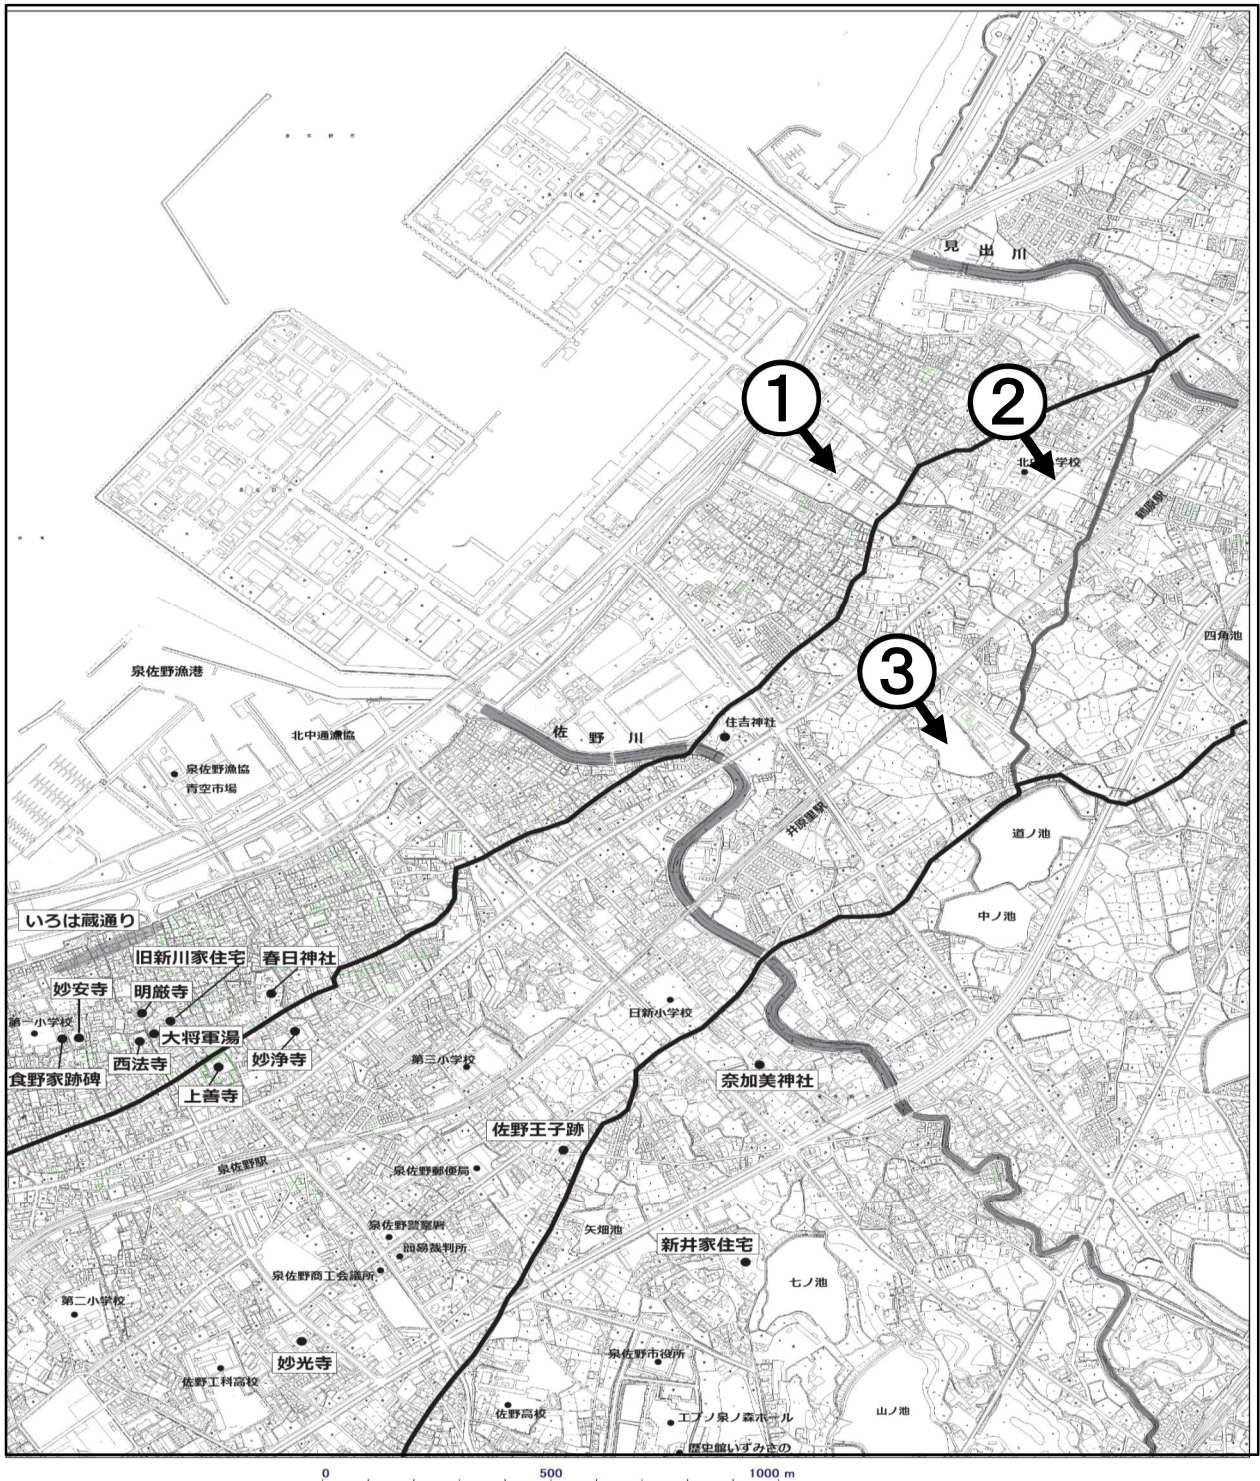 見出川
①
②
北中小学校
鶴原駅
四角池
③
泉佐野漁港
佐野川
住吉神社
北中通漁協
泉佐野漁協
青空市場
井原里駅
道ノ池
中ノ池
いろは蔵通り
旧新川家住宅
春日神社
妙安寺
明厳寺
第一小学校
大将軍湯
日新小学校
食野家跡碑
西法寺
妙浄寺
第三小学校
上善寺
奈加美神社
佐野王子跡
泉佐野駅
泉佐野郵便局
矢畑池
泉佐野警察署
簡易裁判所
新井家住宅
泉佐野商工会議所
七ノ池
第二小学校
妙光寺
泉佐野市役所
佐野工科高校
佐野高校
エブノ泉ノ森ホール
山ノ池
歴史館いずみさの
0 500 1000 m